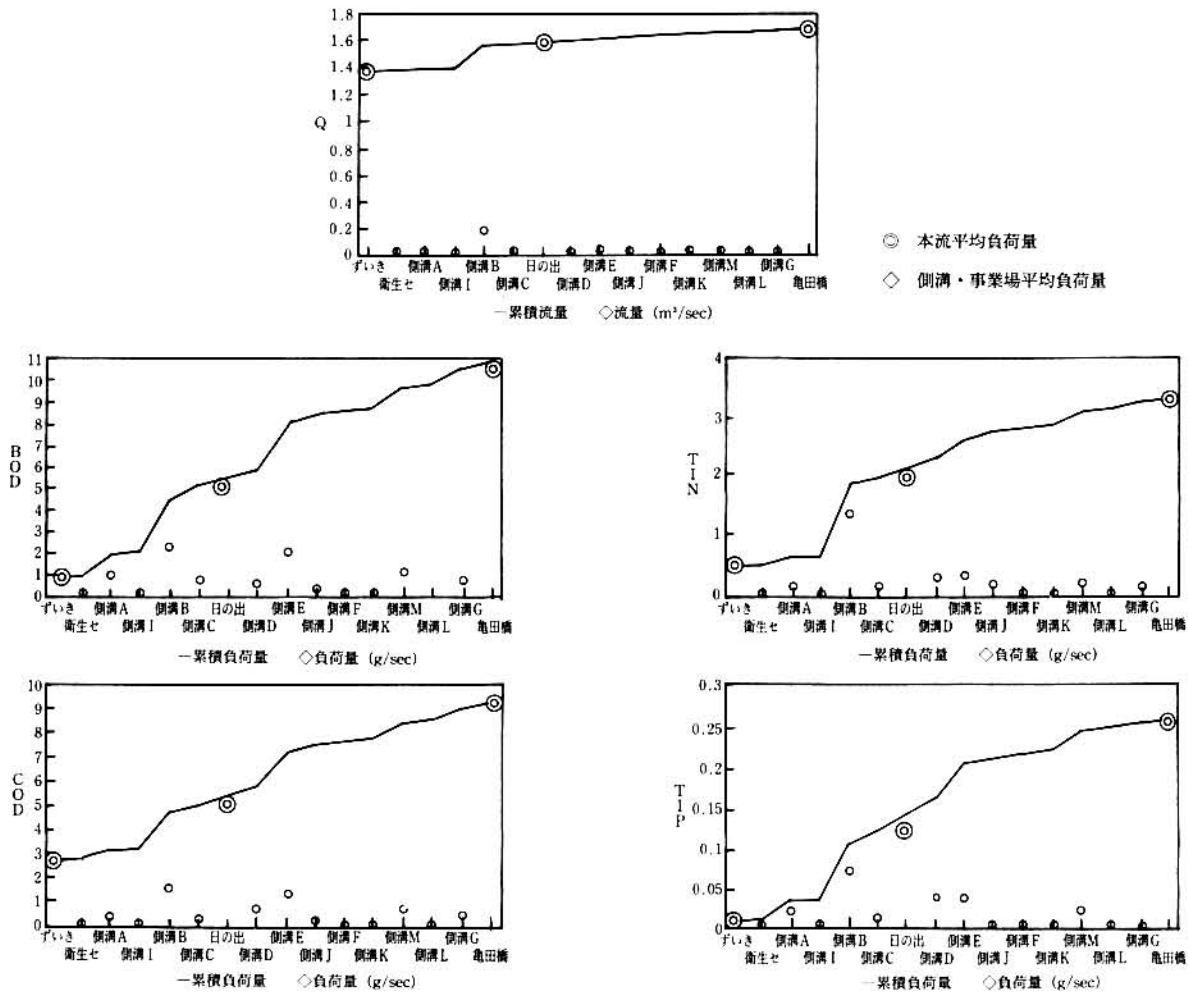 1.8
1.6
1.4
1.2
1
0.8
0.6
0.4
0.2
0
Q
ずいき 側溝A 側溝B 日の出 側溝E 側溝F 側溝M 側溝G
衛生セ 側溝I 側溝C 側溝D 側溝J 側溝K 側溝L 亀田橋
—累積流量 ◇流量 (m³/sec)
◎ 本流平均負荷量
◇ 側溝・事業場平均負荷量
11
10
9
8
7
6
5
4
3
2
1
0
BOD
ずいき 側溝A 側溝B 日の出 側溝E 側溝F 側溝M 側溝G
衛生セ 側溝I 側溝C 側溝D 側溝J 側溝K 側溝L 亀田橋
—累積負荷量 ◇負荷量 (g/sec)
4
3
2
1
0
TIN
ずいき 側溝A 側溝B 日の出 側溝E 側溝F 側溝M 側溝G
衛生セ 側溝I 側溝C 側溝D 側溝J 側溝K 側溝L 亀田橋
—累積負荷量 ◇負荷量 (g/sec)
10
9
8
7
6
5
4
3
2
1
0
COD
ずいき 側溝A 側溝B 日の出 側溝E 側溝F 側溝M 側溝G
衛生セ 側溝I 側溝C 側溝D 側溝J 側溝K 側溝L 亀田橋
—累積負荷量 ◇負荷量 (g/sec)
0.3
0.25
0.2
0.15
0.1
0.05
0
TIP
ずいき 側溝A 側溝B 日の出 側溝E 側溝F 側溝M 側溝G
衛生セ 側溝I 側溝C 側溝D 側溝J 側溝K 側溝L 亀田橋
—累積負荷量 ◇負荷量 (g/sec)